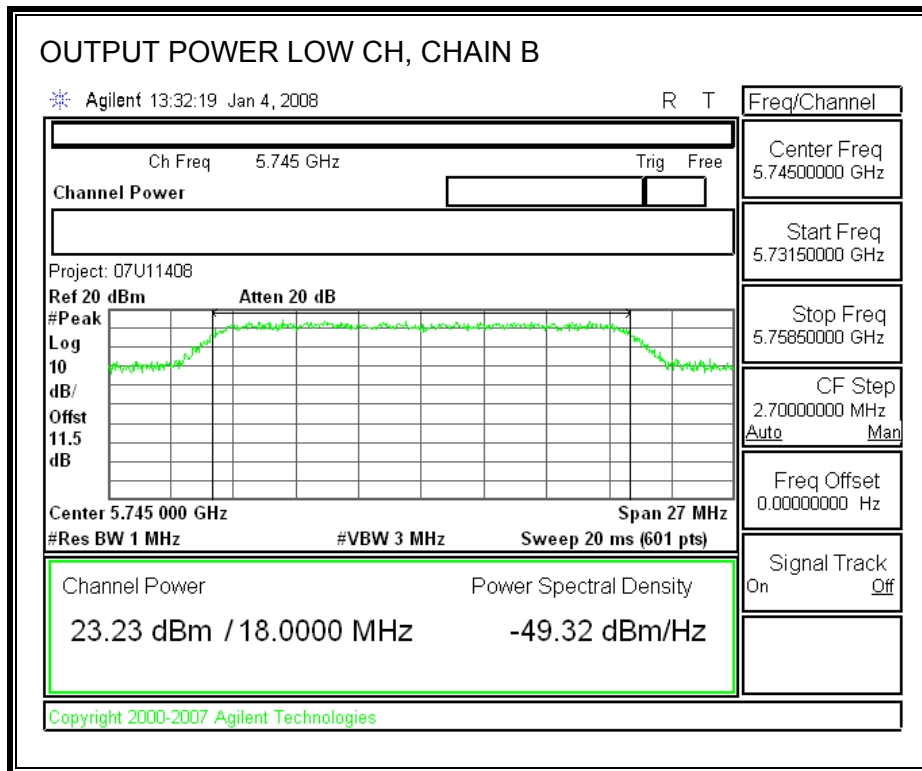 OUTPUT POWER LOW CH, CHAIN B
Agilent 13:32:19 Jan 4, 2008 R T
Freq/Channel
Ch Freq 5.745 GHz Trig Free
Channel Power
Center Freq
5.74500000 GHz
Start Freq
5.73150000 GHz
Stop Freq
5.75850000 GHz
CF Step
2.70000000 MHz
Auto Man
Freq Offset
0.00000000 Hz
Signal Track
On Off
Project: 07U11408
Ref 20 dBm Atten 20 dB
#Peak
Log
10
dB/
Offst
11.5
dB
Center 5.745 000 GHz Span 27 MHz
#Res BW 1 MHz #VBW 3 MHz Sweep 20 ms (601 pts)
Channel Power Power Spectral Density
23.23 dBm / 18.0000 MHz -49.32 dBm/Hz
Copyright 2000-2007 Agilent Technologies